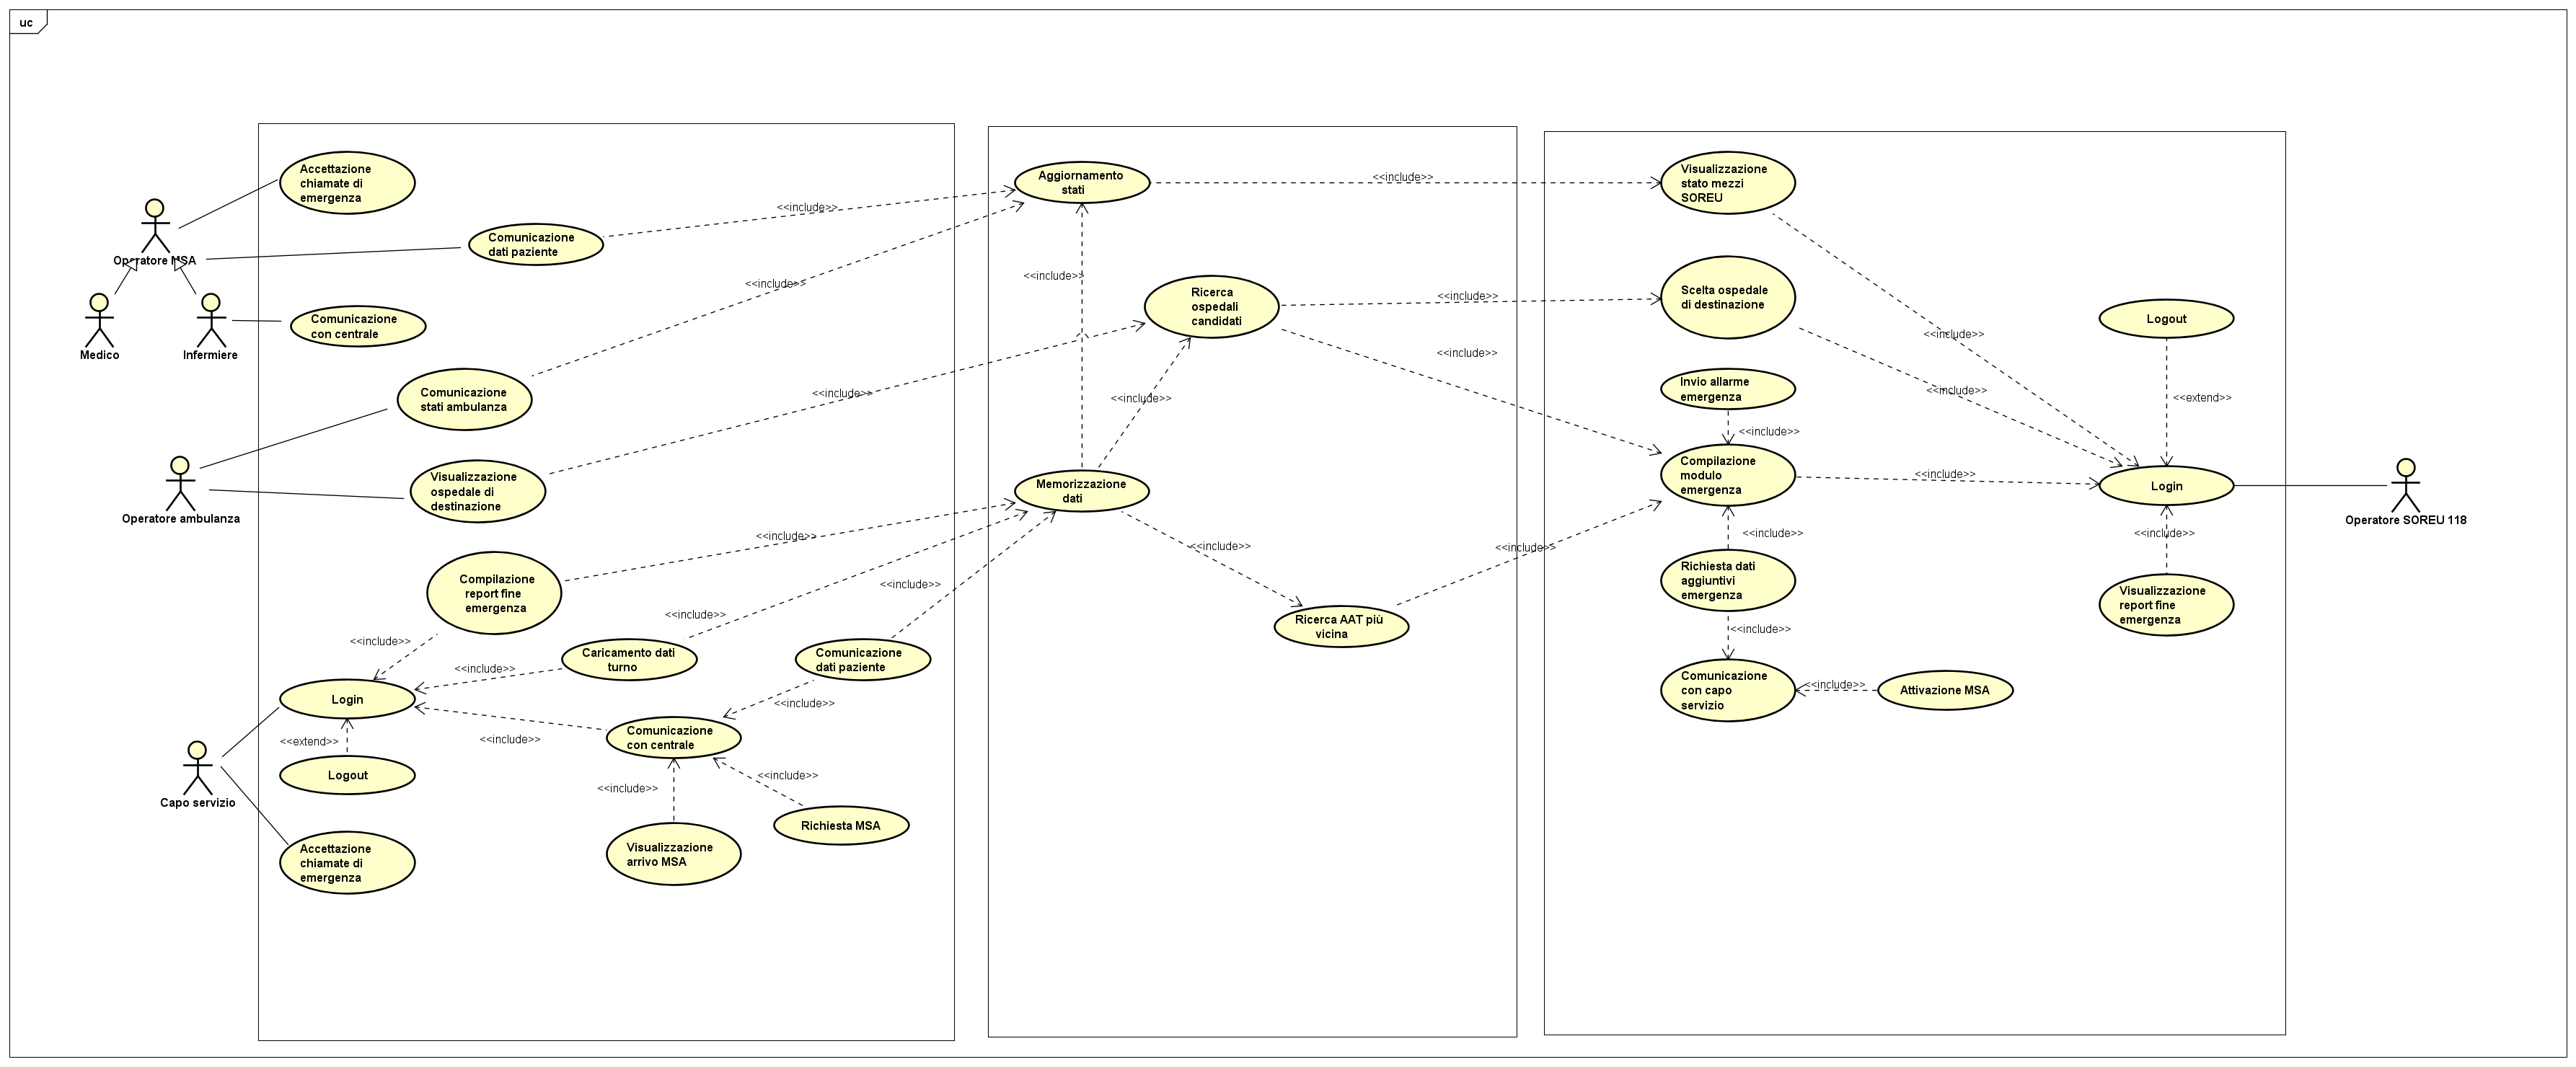 uc
Accettazione
chiamate di
emergenza
Operatore MSA
Medico
Infermiere
Comunicazione
dati paziente
<<include>>
Comunicazione
con centrale
Comunicazione
stati ambulanza
<<include>>
Operatore ambulanza
Visualizzazione
ospedale di
destinazione
<<include>>
Compilazione
report fine
emergenza
<<include>>
<<include>>
Caricamento dati
turno
<<include>>
<<include>>
Comunicazione
dati paziente
<<include>>
<<include>>
Login
<<extend>>
Logout
Capo servizio
Accettazione
chiamate di
emergenza
<<include>>
Comunicazione
con centrale
<<include>>
<<include>>
Richiesta MSA
Visualizzazione
arrivo MSA
Aggiornamento
stati
<<include>>
<<include>>
Ricerca
ospedali
candidati
<<include>>
<<include>>
<<include>>
Memorizzazione
dati
<<include>>
Ricerca AAT più
vicina
<<include>>
Visualizzazione
stato mezzi
SOREU
<<include>>
Scelta ospedale
di destinazione
<<include>>
Invio allarme
emergenza
<<include>>
Compilazione
modulo
emergenza
<<include>>
<<include>>
Richiesta dati
aggiuntivi
emergenza
<<include>>
Comunicazione
con capo
servizio
<<include>>
Attivazione MSA
Logout
<<extend>>
Login
<<include>>
Visualizzazione
report fine
emergenza
Operatore SOREU 118